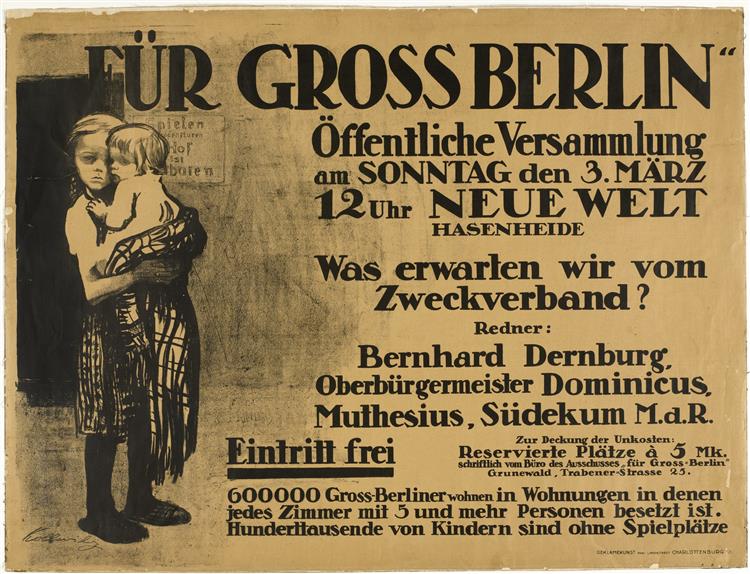 FÜR GROSS BERLIN“
Öffentliche Versammlung
am SONNTAG den 3. MÄRZ
12 Uhr NEUE WELT
HASENHEIDE
Was erwarten wir vom
Zweckverband?
Redner:
Bernhard Dernburg,
Oberbürgermeister Dominicus,
Muthesius, Südekum M.d.R.
Eintritt frei
Zur Deckung der Unkosten:
Reservierte Plätze à 5 Mk.
schriftlich vom Büro des Ausschusses „für Gross-Berlin“
Grunewald, Trabener-Strasse 25.
600000 Gross-Berliner wohnen in Wohnungen in denen
jedes Zimmer mit 5 und mehr Personen besetzt ist.
Hunderttausende von Kindern sind ohne Spielplätze
pielen
Hof
ist
boten
Kollwitz
REKLAMEKUNST CHARLOTTENBURG